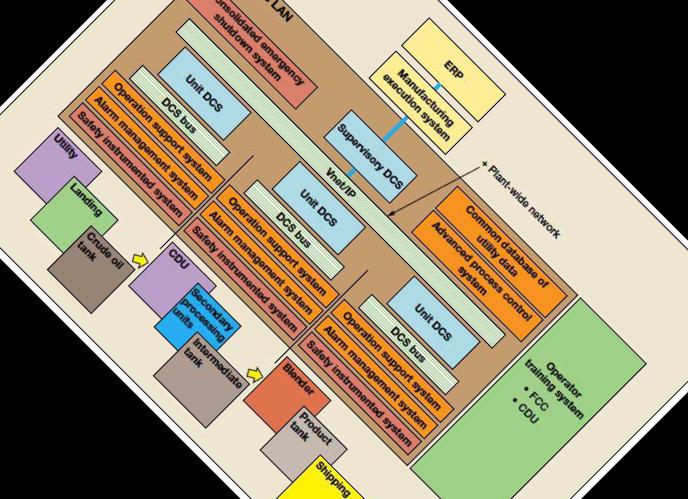 LAN
Consolidated emergency
shutdown system
ERP
Manufacturing
execution system
Supervisory DCS
Vnet/IP
+ Plant-wide network
Unit DCS
DCS bus
Operation support system
Alarm management system
Safety instrumented system
Unit DCS
DCS bus
Operation support system
Alarm management system
Safety instrumented system
Unit DCS
DCS bus
Operation support system
Alarm management system
Safety instrumented system
Common database of
utility data
Advanced process control
system
Operator
training system
• FCC
• CDU
Utility
Landing
Crude oil
tank
CDU
Secondary
processing
units
Intermediate
tank
Blender
Product
tank
Shipping